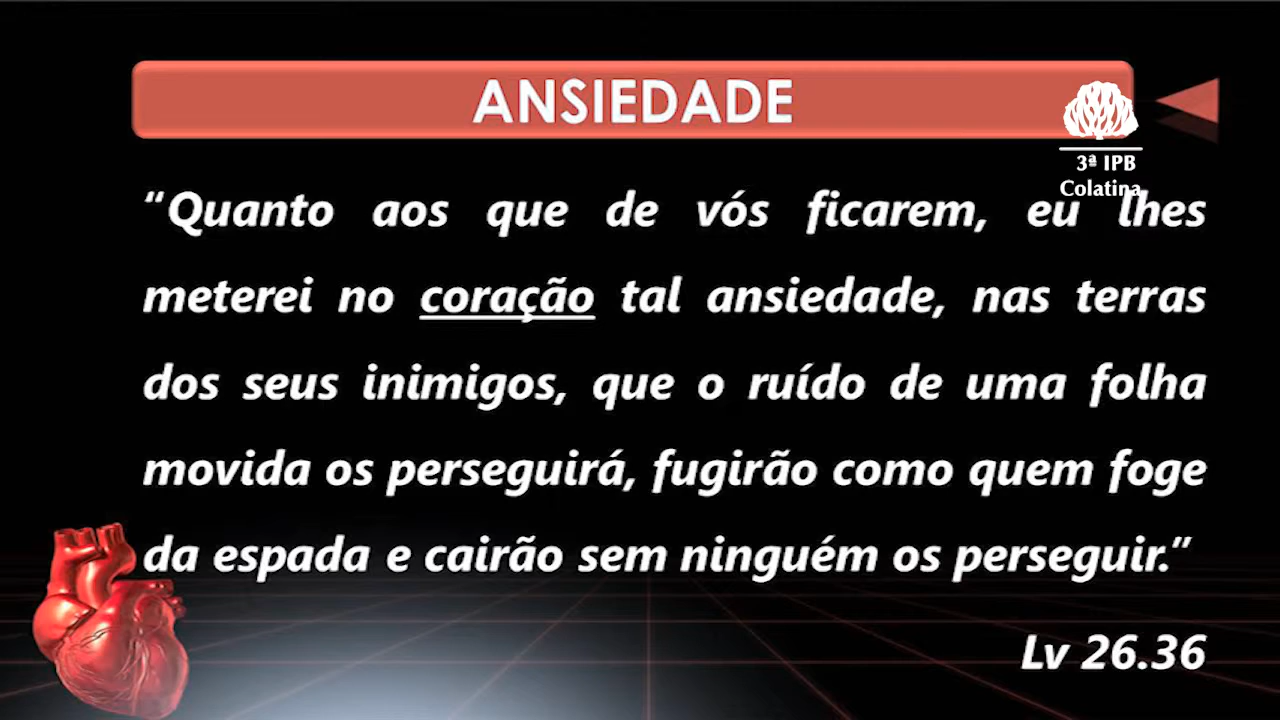 ANSIEDADE
3ª IPB
Colatina
“Quanto aos que de vós ficarem, eu lhes
meterei no coração tal ansiedade, nas terras
dos seus inimigos, que o ruído de uma folha
movida os perseguirá, fugirão como quem foge
da espada e cairão sem ninguém os perseguir.”
Lv 26.36